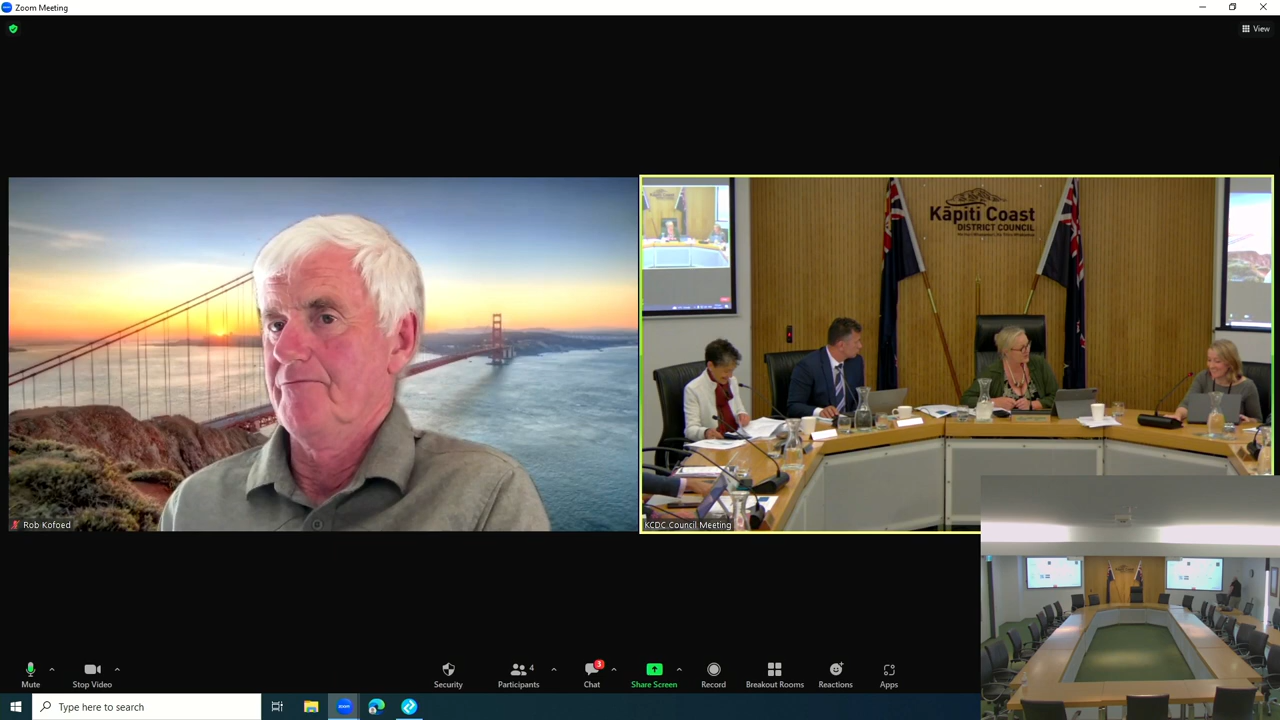 Zoom Meeting
View
Kāpiti Coast
DISTRICT COUNCIL
Rob Kofoed
KCDC Council Meeting
Mute
Stop Video
Security
4
Participants
3
Chat
Share Screen
Record
Breakout Rooms
Reactions
Apps
zoom
Type here to search